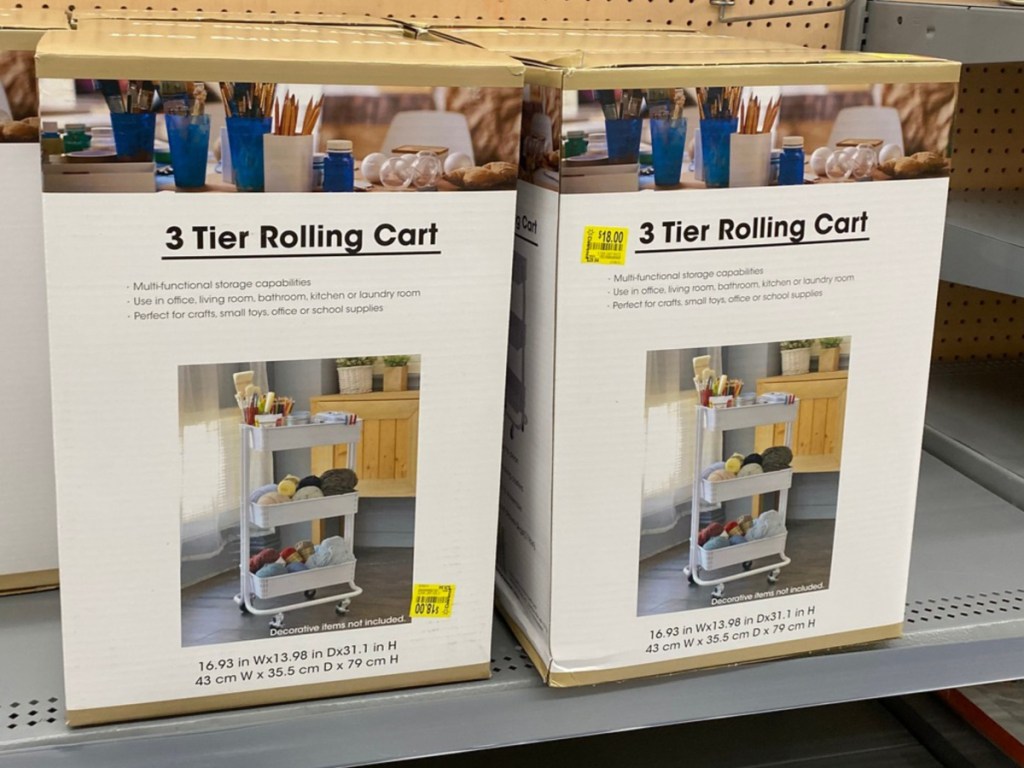 3 Tier Rolling Cart
- Multi-functional storage capabilities
- Use in office, living room, bathroom, kitchen or laundry room
- Perfect for crafts, small toys, office or school supplies
Decorative items not included.
$18.00
16.93 in Wx13.98 in Dx31.1 in H
43 cm W x 35.5 cm D x 79 cm H
g Cart
$18.00
3 Tier Rolling Cart
- Multi-functional storage capabilities
- Use in office, living room, bathroom, kitchen or laundry room
- Perfect for crafts, small toys, office or school supplies
Decorative items not included.
16.93 in Wx13.98 in Dx31.1 in H
43 cm W x 35.5 cm D x 79 cm H